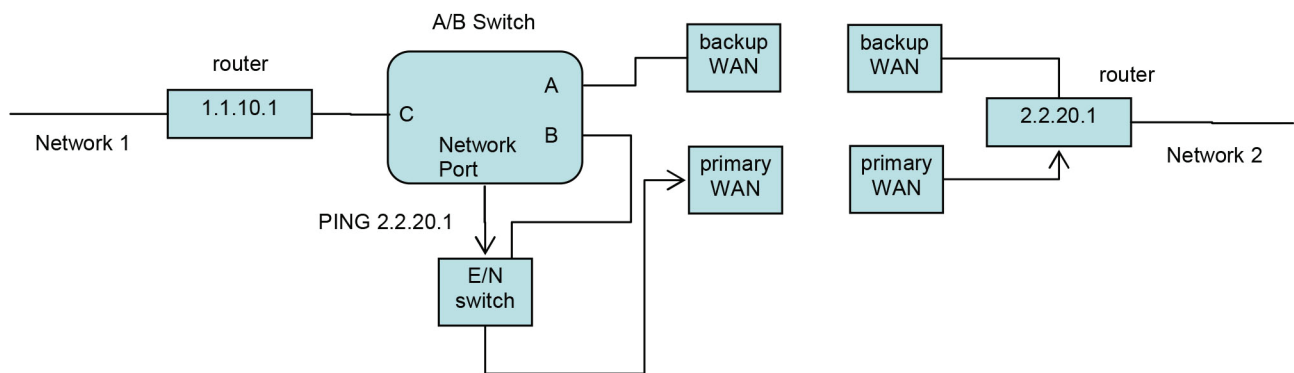 A/B Switch
backup
WAN
backup
WAN
router
router
A
1.1.10.1
C
2.2.20.1
B
Network 1
Network
Port
primary
WAN
primary
WAN
Network 2
PING 2.2.20.1
E/N
switch